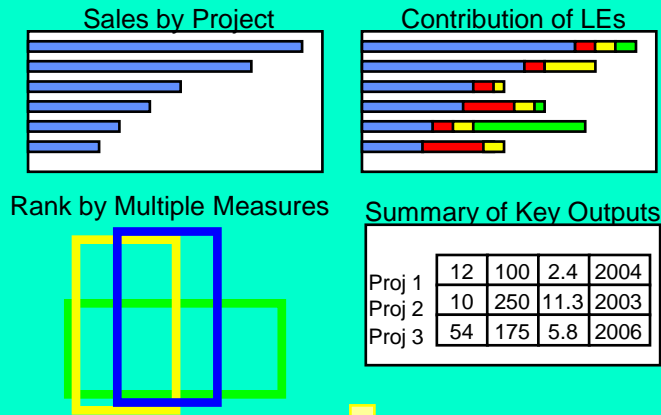 Sales by Project
Contribution of LEs
Rank by Multiple Measures
Summary of Key Outputs
Proj 1 12 100 2.4 2004
Proj 2 10 250 11.3 2003
Proj 3 54 175 5.8 2006